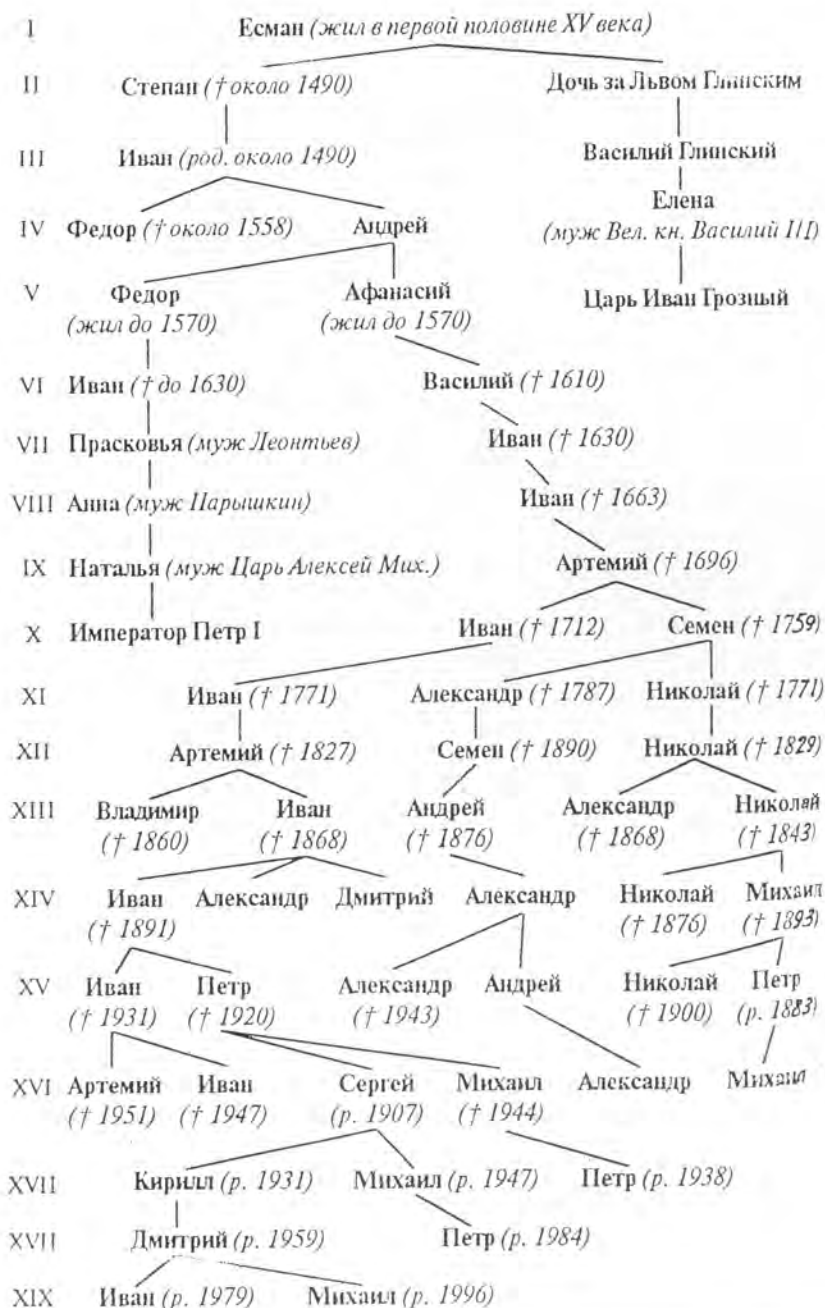 I Есман (жил в первой половине XV века)
II Степан († около 1490) Дочь за Львом Глинским
III Иван (род. около 1490) Василий Глинский
Елена
IV Федор († около 1558) Андрей (муж Вел. кн. Василий III)
V Федор Афанасий Царь Иван Грозный
(жил до 1570) (жил до 1570)
VI Иван († до 1630) Василий († 1610)
VII Прасковья (муж Леонтьев) Иван († 1630)
VIII Анна (муж Нарышкин) Иван († 1663)
IX Наталья (муж Царь Алексей Мих.) Артемий († 1696)
X Император Петр I Иван († 1712) Семен († 1759)
XI Иван († 1771) Александр († 1787) Николай († 1771)
XII Артемий († 1827) Семен († 1890) Николай († 1829)
XIII Владимир Иван Андрей Александр Николай
(† 1860) († 1868) († 1876) († 1868) († 1843)
XIV Иван Александр Дмитрий Александр Николай Михаил
(† 1891) († 1876) († 1893)
XV Иван Петр Александр Андрей Николай Петр
(† 1931) († 1920) († 1943) († 1900) (р. 1883)
XVI Артемий Иван Сергей Михаил Александр Михаил
(† 1951) († 1947) (р. 1907) († 1944)
XVII Кирилл (р. 1931) Михаил (р. 1947) Петр (р. 1938)
XVII Дмитрий (р. 1959) Петр (р. 1984)
XIX Иван (р. 1979) Михаил (р. 1996)